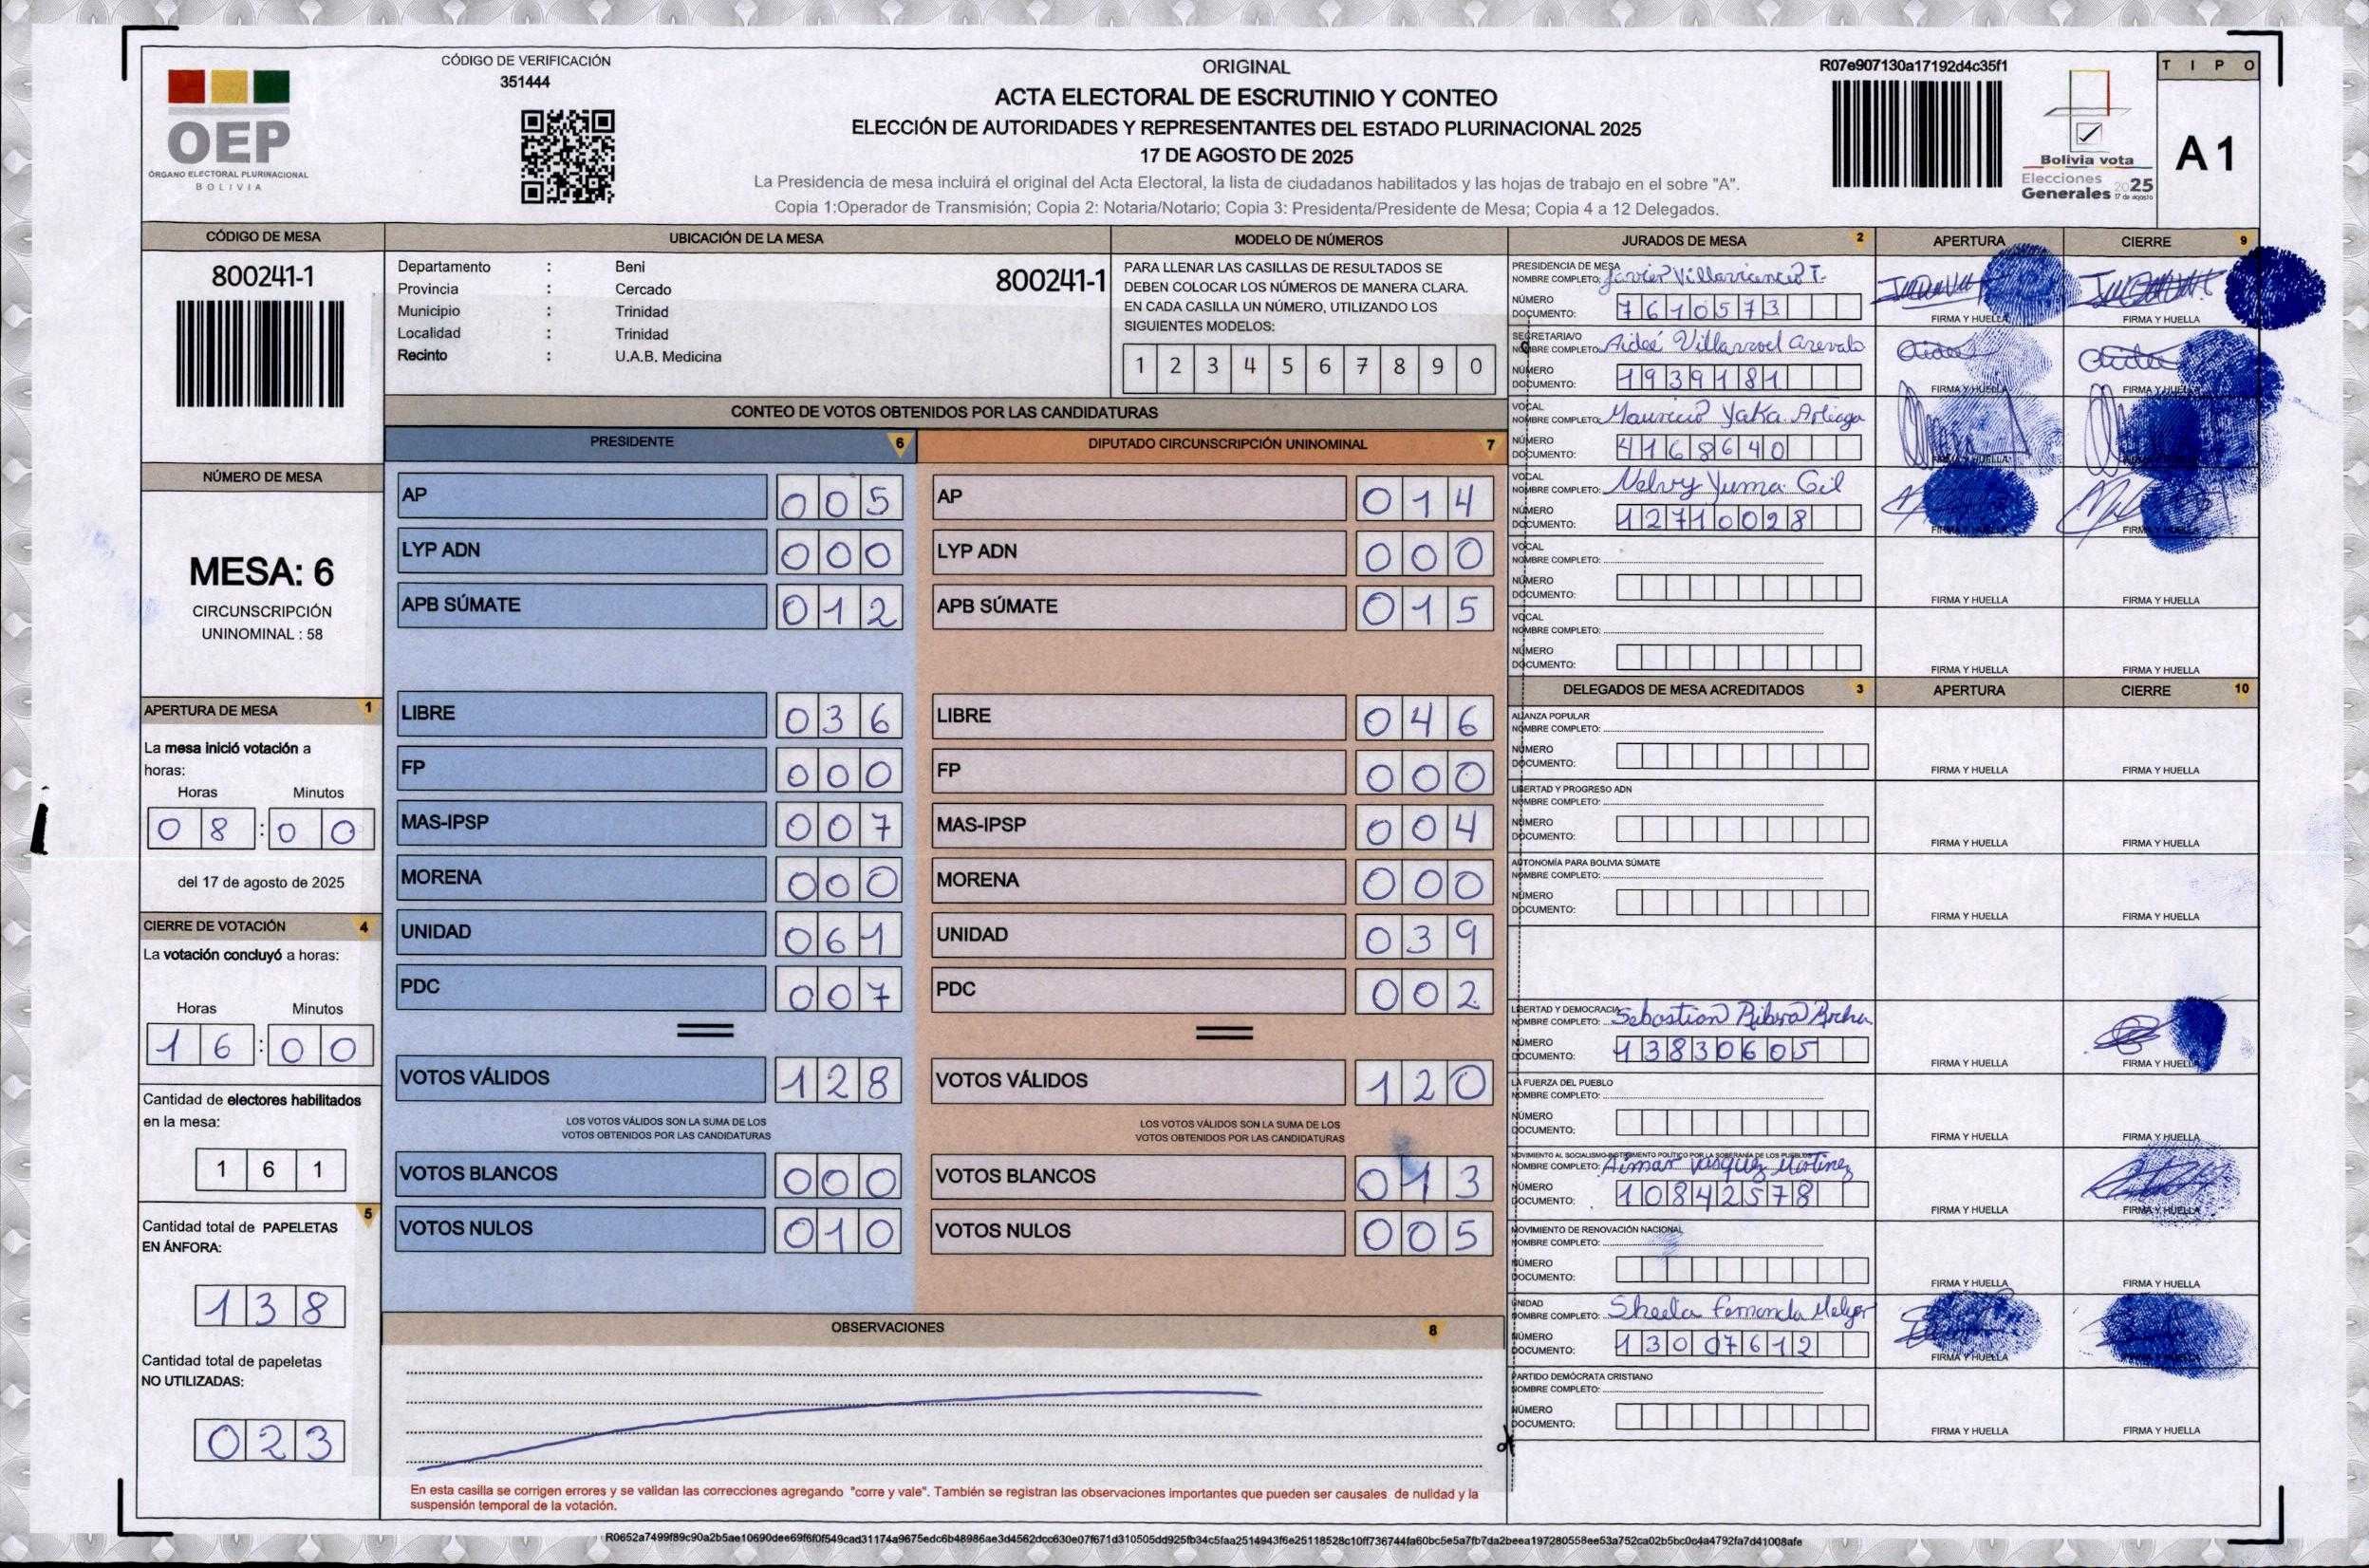 CÓDIGO DE VERIFICACIÓN
351444
OEP
ÓRGANO ELECTORAL PLURINACIONAL
BOLIVIA
ORIGINAL
ACTA ELECTORAL DE ESCRUTINIO Y CONTEO
ELECCIÓN DE AUTORIDADES Y REPRESENTANTES DEL ESTADO PLURINACIONAL 2025
17 DE AGOSTO DE 2025
La Presidencia de mesa incluirá el original del Acta Electoral, la lista de ciudadanos habilitados y las hojas de trabajo en el sobre "A".
Copia 1:Operador de Transmisión; Copia 2: Notaria/Notario; Copia 3: Presidenta/Presidente de Mesa; Copia 4 a 12 Delegados.
R07e907130a17192d4c35f1
Bolivia vota
Elecciones
Generales 2025
17 de agosto
TIPO
A1
CÓDIGO DE MESA
800241-1
NÚMERO DE MESA
MESA: 6
CIRCUNSCRIPCIÓN
UNINOMINAL : 58
APERTURA DE MESA 1
La mesa inició votación a
horas:
Horas Minutos
08:00
del 17 de agosto de 2025
CIERRE DE VOTACIÓN 4
La votación concluyó a horas:
Horas Minutos
16:00
Cantidad de electores habilitados
en la mesa:
161
5
Cantidad total de PAPELETAS
EN ÁNFORA:
138
Cantidad total de papeletas
NO UTILIZADAS:
023
UBICACIÓN DE LA MESA
Departamento : Beni
800241-1
Provincia : Cercado
Municipio : Trinidad
Localidad : Trinidad
Recinto : U.A.B. Medicina
MODELO DE NÚMEROS
PARA LLENAR LAS CASILLAS DE RESULTADOS SE
DEBEN COLOCAR LOS NÚMEROS DE MANERA CLARA.
EN CADA CASILLA UN NÚMERO, UTILIZANDO LOS
SIGUIENTES MODELOS:
1 2 3 4 5 6 7 8 9 0
CONTEO DE VOTOS OBTENIDOS POR LAS CANDIDATURAS
PRESIDENTE 6
AP 005
LYP ADN 000
APB SÚMATE 012
LIBRE 036
FP 000
MAS-IPSP 007
MORENA 000
UNIDAD 061
PDC 007
VOTOS VÁLIDOS 128
LOS VOTOS VÁLIDOS SON LA SUMA DE LOS
VOTOS OBTENIDOS POR LAS CANDIDATURAS
VOTOS BLANCOS 000
VOTOS NULOS 010
DIPUTADO CIRCUNSCRIPCIÓN UNINOMINAL 7
AP 014
LYP ADN 000
APB SÚMATE 015
LIBRE 046
FP 000
MAS-IPSP 004
MORENA 000
UNIDAD 039
PDC 002
VOTOS VÁLIDOS 120
LOS VOTOS VÁLIDOS SON LA SUMA DE LOS
VOTOS OBTENIDOS POR LAS CANDIDATURAS
VOTOS BLANCOS 013
VOTOS NULOS 005
OBSERVACIONES 8
En esta casilla se corrigen errores y se validan las correcciones agregando "corre y vale". También se registran las observaciones importantes que pueden ser causales de nulidad y la
suspensión temporal de la votación.
JURADOS DE MESA 2 APERTURA CIERRE 9
PRESIDENCIA DE MESA
NOMBRE COMPLETO: Javier Villavicencio T.
NÚMERO
DOCUMENTO: 7610573
FIRMA Y HUELLA FIRMA Y HUELLA
SECRETARIA/O
NOMBRE COMPLETO: Aideé Villarroel Arevalo
NÚMERO
DOCUMENTO: 1939181
FIRMA Y HUELLA FIRMA Y HUELLA
VOCAL
NOMBRE COMPLETO: Mauricio Yaka Arteaga
NÚMERO
DOCUMENTO: 4168640
VOCAL
NOMBRE COMPLETO: Nelvy Yuma Gil
NÚMERO
DOCUMENTO: 12710028
VOCAL
NOMBRE COMPLETO:
NÚMERO
DOCUMENTO:
FIRMA Y HUELLA FIRMA Y HUELLA
VOCAL
NOMBRE COMPLETO:
NÚMERO
DOCUMENTO:
FIRMA Y HUELLA FIRMA Y HUELLA
DELEGADOS DE MESA ACREDITADOS 3 APERTURA CIERRE 10
ALIANZA POPULAR
NOMBRE COMPLETO:
NÚMERO
DOCUMENTO:
FIRMA Y HUELLA FIRMA Y HUELLA
LIBERTAD Y PROGRESO ADN
NOMBRE COMPLETO:
NÚMERO
DOCUMENTO:
FIRMA Y HUELLA FIRMA Y HUELLA
AUTONOMÍA PARA BOLIVIA SÚMATE
NOMBRE COMPLETO:
NÚMERO
DOCUMENTO:
FIRMA Y HUELLA FIRMA Y HUELLA
LIBERTAD Y DEMOCRACIA
NOMBRE COMPLETO: Sebastian Ribera
NÚMERO
DOCUMENTO: 13830605
FIRMA Y HUELLA FIRMA Y HUELLA
LA FUERZA DEL PUEBLO
NOMBRE COMPLETO:
NÚMERO
DOCUMENTO:
FIRMA Y HUELLA FIRMA Y HUELLA
MOVIMIENTO AL SOCIALISMO-INSTRUMENTO POLÍTICO POR LA SOBERANÍA DE LOS PUEBLOS
NOMBRE COMPLETO: Aimar Vasquez Martinez
NÚMERO
DOCUMENTO: 10842578
FIRMA Y HUELLA FIRMA Y HUELLA
MOVIMIENTO DE RENOVACIÓN NACIONAL
NOMBRE COMPLETO:
NÚMERO
DOCUMENTO:
FIRMA Y HUELLA FIRMA Y HUELLA
UNIDAD
NOMBRE COMPLETO: Sheela Fernanda Melgar
NÚMERO
DOCUMENTO: 13007612
FIRMA Y HUELLA
PARTIDO DEMÓCRATA CRISTIANO
NOMBRE COMPLETO:
NÚMERO
DOCUMENTO:
FIRMA Y HUELLA FIRMA Y HUELLA